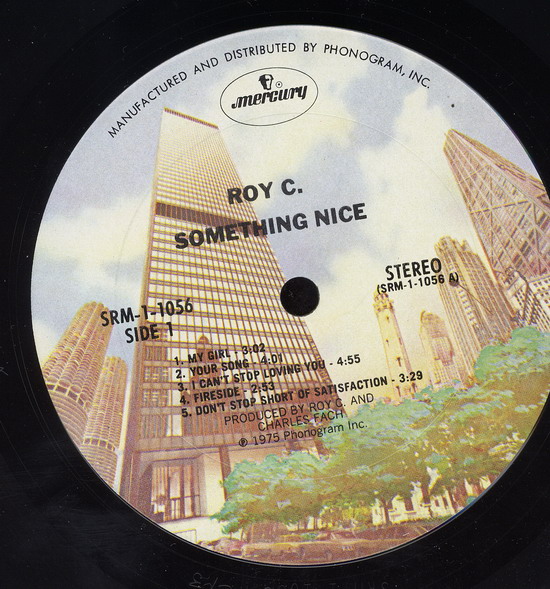 MANUFACTURED AND DISTRIBUTED BY PHONOGRAM, INC.
mercury
ROY C.
SOMETHING NICE
STEREO
(SRM-1-1056 A)
SRM-1-1056
SIDE 1
1. MY GIRL - 3:02
2. YOUR SONG - 4:01
3. I CAN'T STOP LOVING YOU - 4:55
4. FIRESIDE - 2:53
5. DON'T STOP SHORT OF SATISFACTION - 3:29
PRODUCED BY ROY C. AND
CHARLES FACH
℗ 1975 Phonogram Inc.